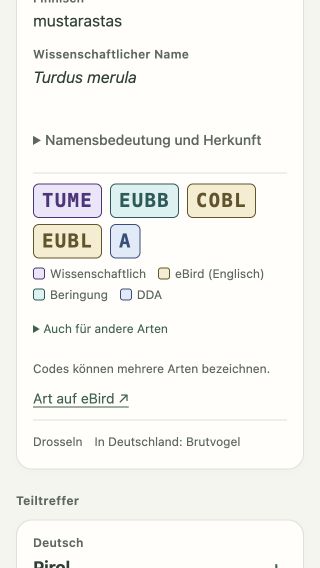 mustarastas
Wissenschaftlicher Name
Turdus merula
Namensbedeutung und Herkunft
TUME EUBB COBL
EUBL A
Wissenschaftlich eBird (Englisch)
Beringung DDA
Auch für andere Arten
Codes können mehrere Arten bezeichnen.
Art auf eBird ↗
Drosseln In Deutschland: Brutvogel
Teiltreffer
Deutsch
Pirol